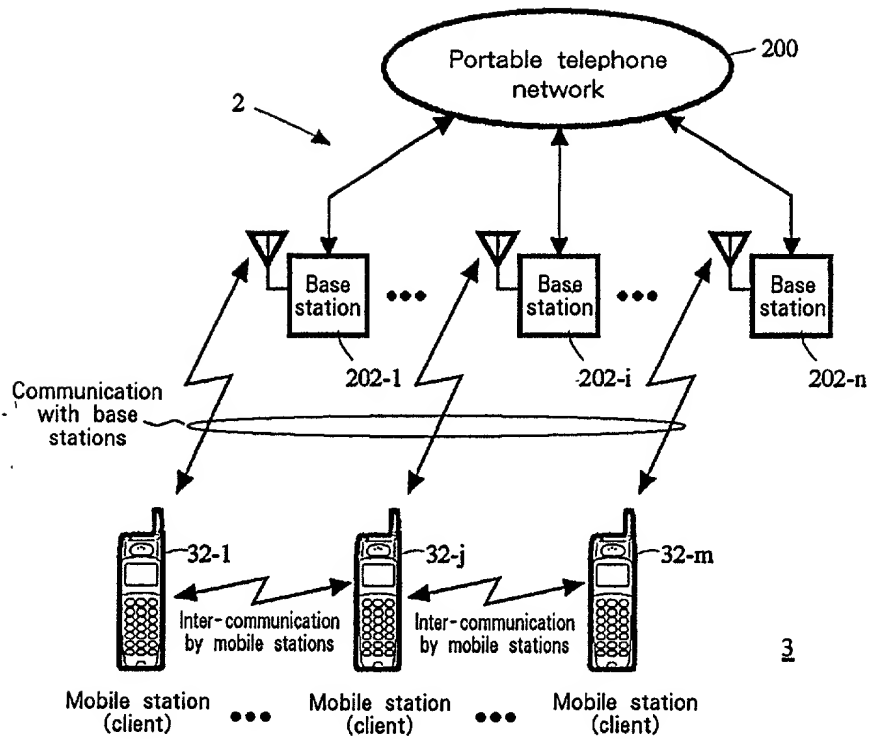 Portable telephone
network
200
2
Base
station
Base
station
Base
station
202-1
202-i
202-n
Communication
with base
stations
32-1
32-j
32-m
Inter-communication
by mobile stations
Inter-communication
by mobile stations
3
Mobile station
(client)
Mobile station
(client)
Mobile station
(client)